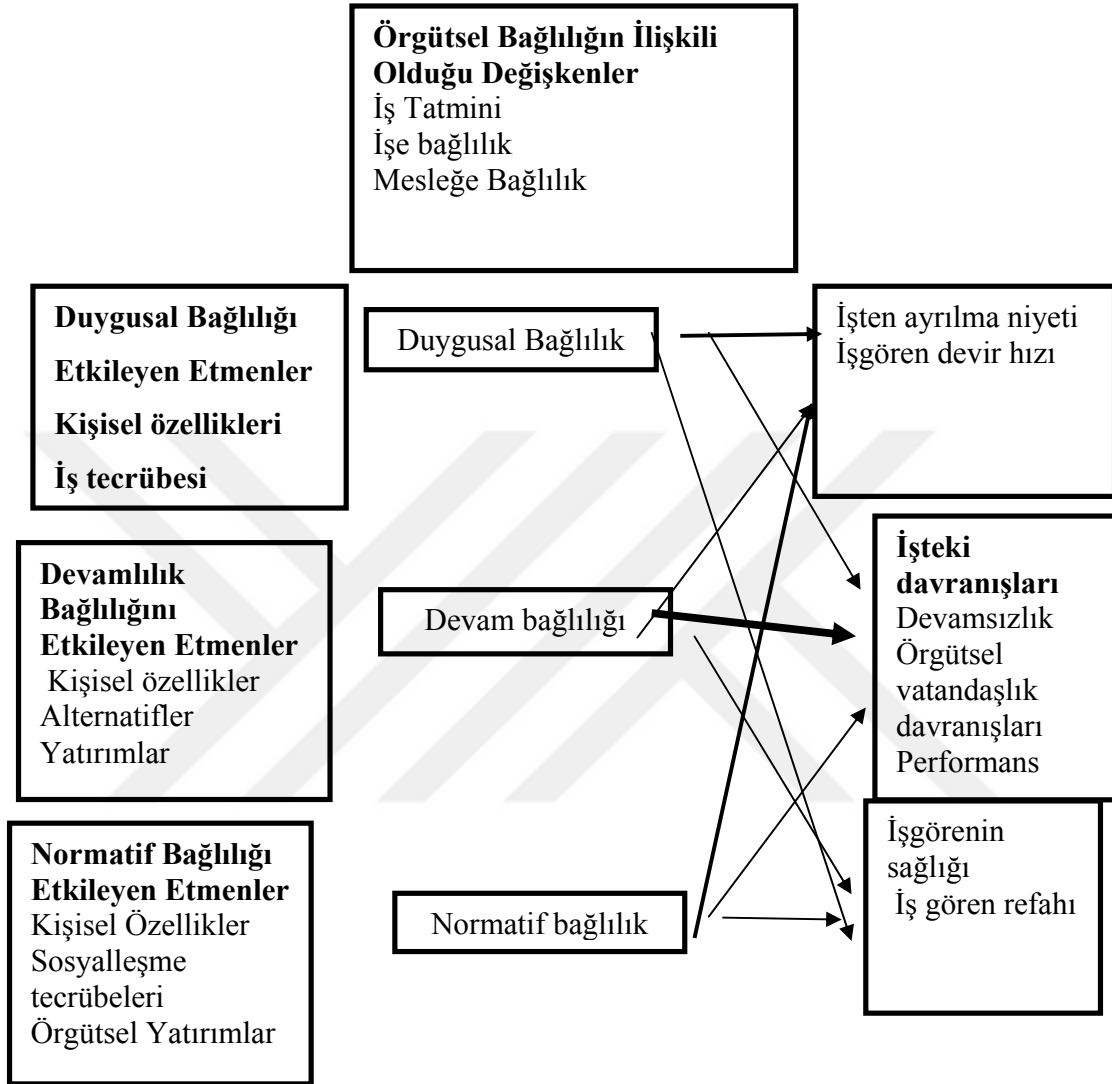 Örgütsel Bağlılığın İlişkili
Olduğu Değişkenler
İş Tatmini
İşe bağlılık
Mesleğe Bağlılık
Duygusal Bağlılığı
Etkileyen Etmenler
Kişisel özellikleri
İş tecrübesi
Duygusal Bağlılık
İşten ayrılma niyeti
İşgören devir hızı
Devamlılık
Bağlılığını
Etkileyen Etmenler
Kişisel özellikler
Alternatifler
Yatırımlar
Devam bağlılığı
İşteki
davranışları
Devamsızlık
Örgütsel
vatandaşlık
davranışları
Performans
Normatif Bağlılığı
Etkileyen Etmenler
Kişisel Özellikler
Sosyalleşme
tecrübeleri
Örgütsel Yatırımlar
Normatif bağlılık
İşgörenin
sağlığı
İş gören refahı